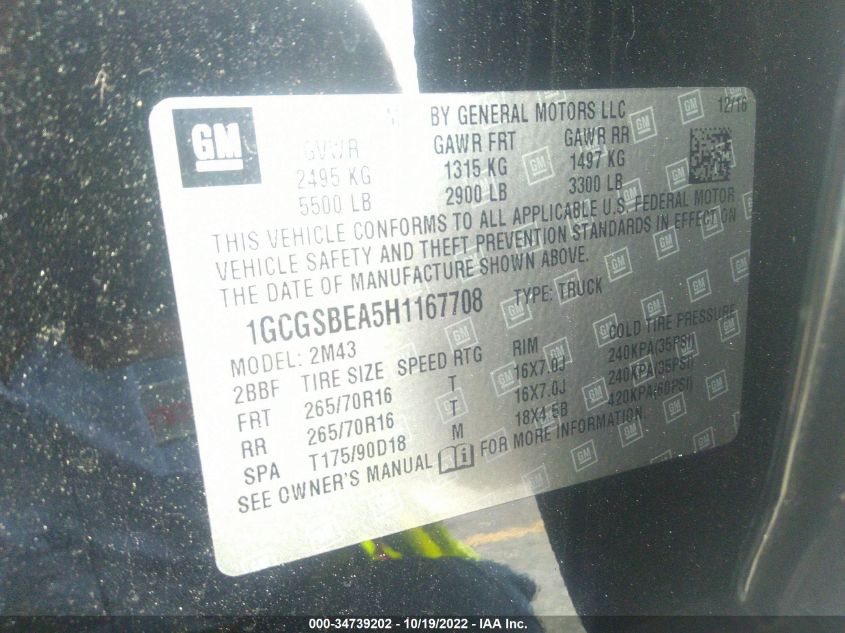 GM
BY GENERAL MOTORS LLC 12/16
GVWR GAWR FRT GAWR RR
2495 KG 1315 KG 1497 KG
5500 LB 2900 LB 3300 LB
THIS VEHICLE CONFORMS TO ALL APPLICABLE U.S. FEDERAL MOTOR
VEHICLE SAFETY AND THEFT PREVENTION STANDARDS IN EFFECT ON
THE DATE OF MANUFACTURE SHOWN ABOVE.
1GCGSBEA5H1167708 TYPE: TRUCK
MODEL: 2M43
2BBF TIRE SIZE SPEED RTG RIM COLD TIRE PRESSURE
FRT 265/70R16 T 16X7.0J 240KPA(35PSI)
RR 265/70R16 T 16X7.0J 240KPA(35PSI)
SPA T175/90D18 M 18X4.5B 420KPA(60PSI)
SEE OWNER'S MANUAL FOR MORE INFORMATION.
000-34739202 - 10/19/2022 - IAA Inc.